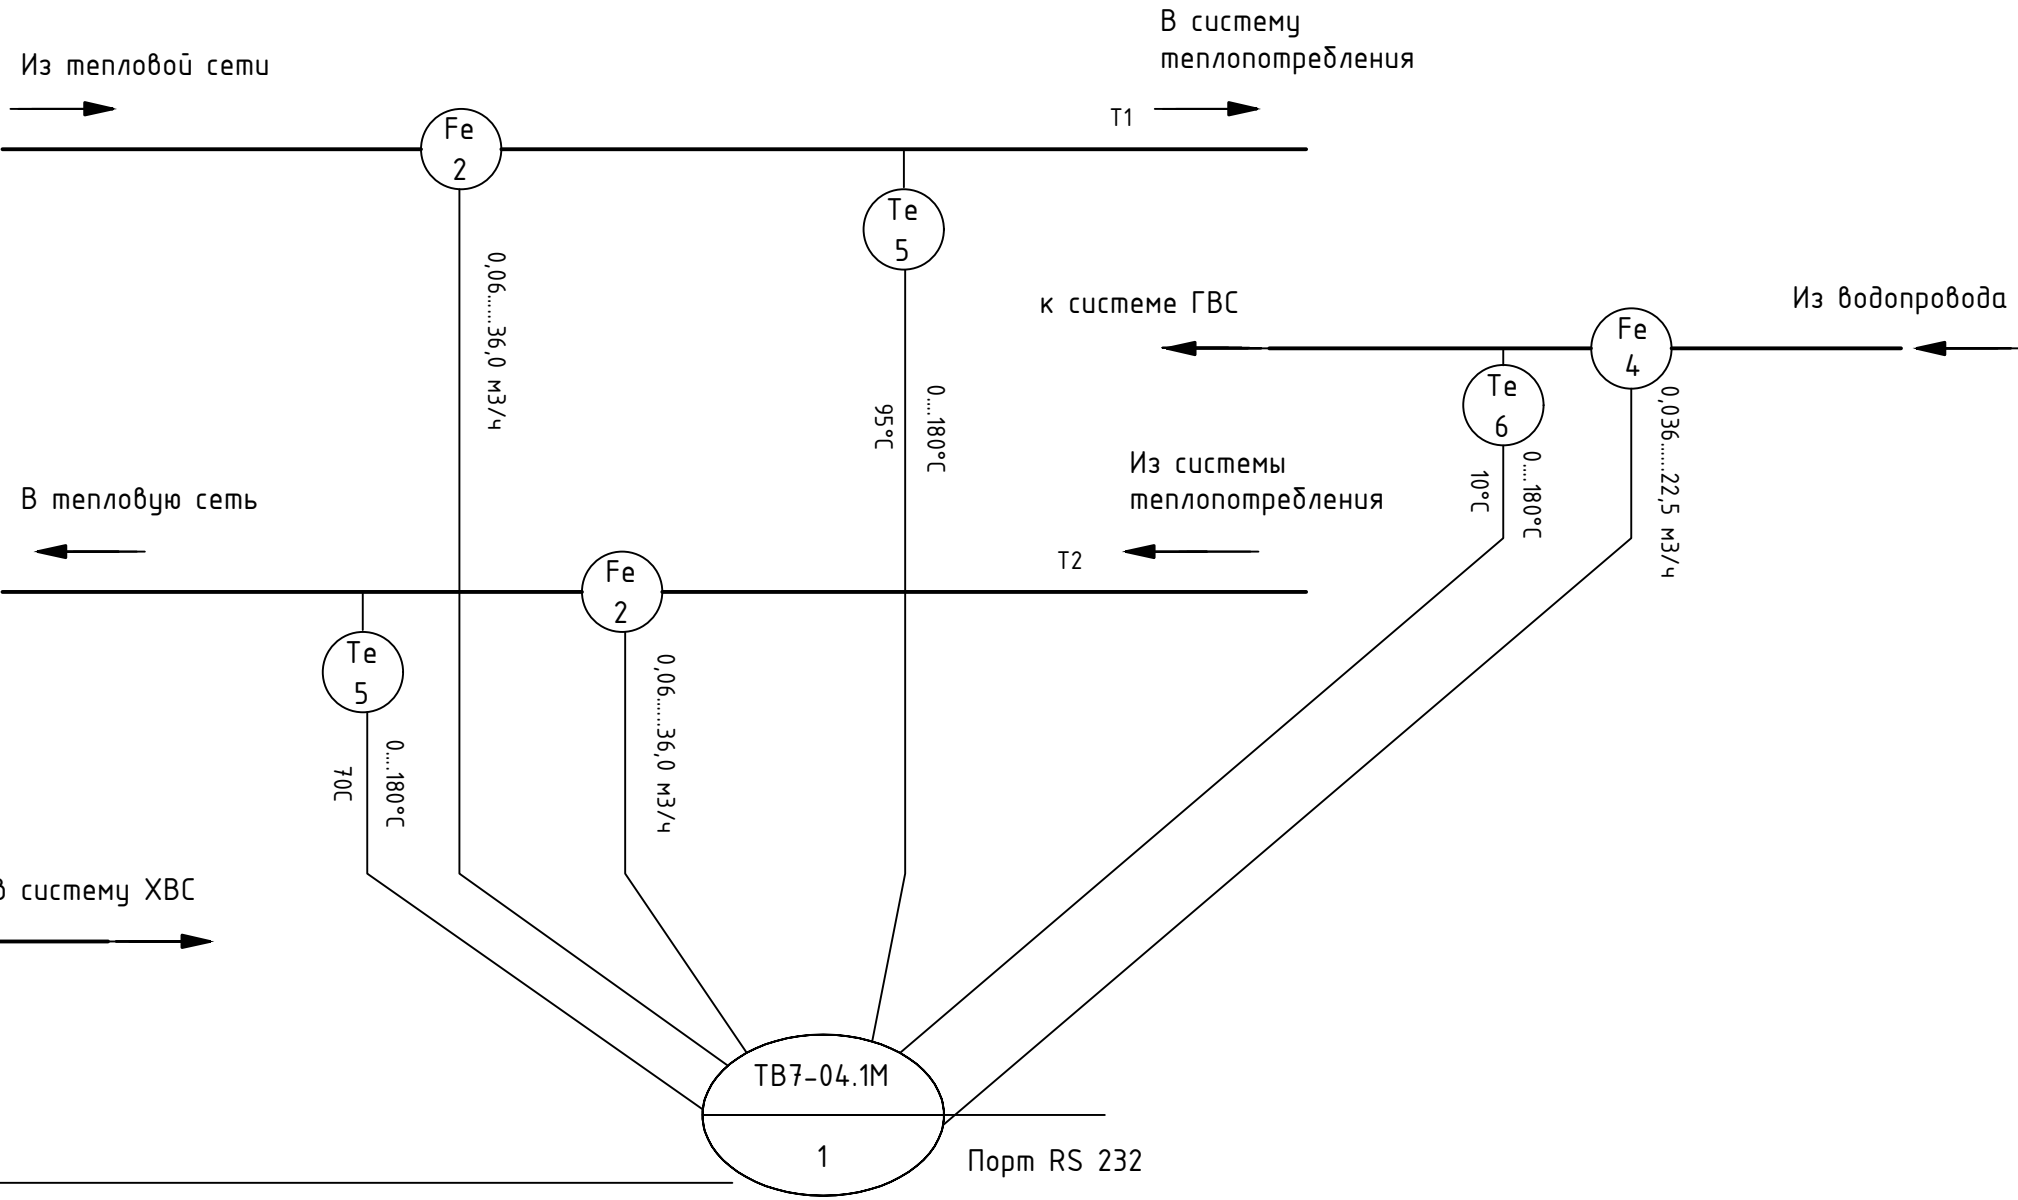 В систему
теплопотребления
Из тепловой сети
T1
Fe
2
Te
5
0,06......36,0 м3/ч
к системе ГВС
Из водопровода
Fe
4
Te
6
0....180°C
95°C
0,036......22,5 м3/ч
0....180°C
10°C
Из системы
теплопотребления
В тепловую сеть
T2
Fe
2
Te
5
0,06......36,0 м3/ч
0....180°C
70C
в систему ХВС
ТВ7-04.1М
1
Порт RS 232